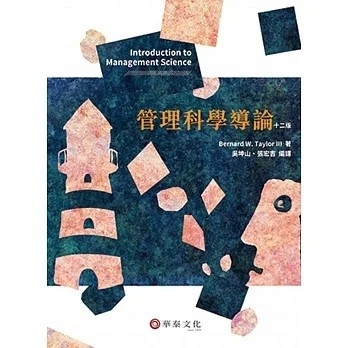 Introduction to
Management Science
管理科學導論 十二版
Bernard W. Taylor III 著
吳坤山、張宏吉 編譯
華泰文化